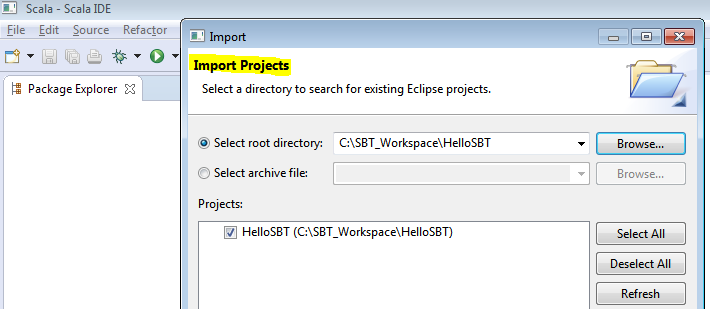 Scala - Scala IDE
File Edit Source Refactor
Package Explorer
Import
Import Projects
Select a directory to search for existing Eclipse projects.
Select root directory: C:\SBT_Workspace\HelloSBT Browse...
Select archive file: Browse...
Projects:
HelloSBT (C:\SBT_Workspace\HelloSBT)
Select All
Deselect All
Refresh